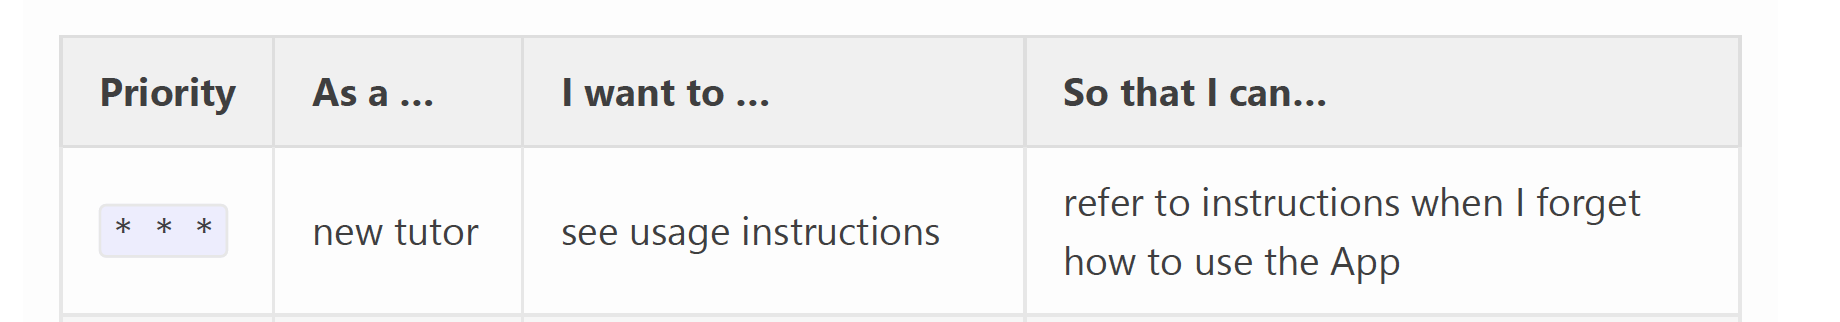 Priority As a ... I want to ... So that I can...
* * * new tutor see usage instructions refer to instructions when I forget
how to use the App